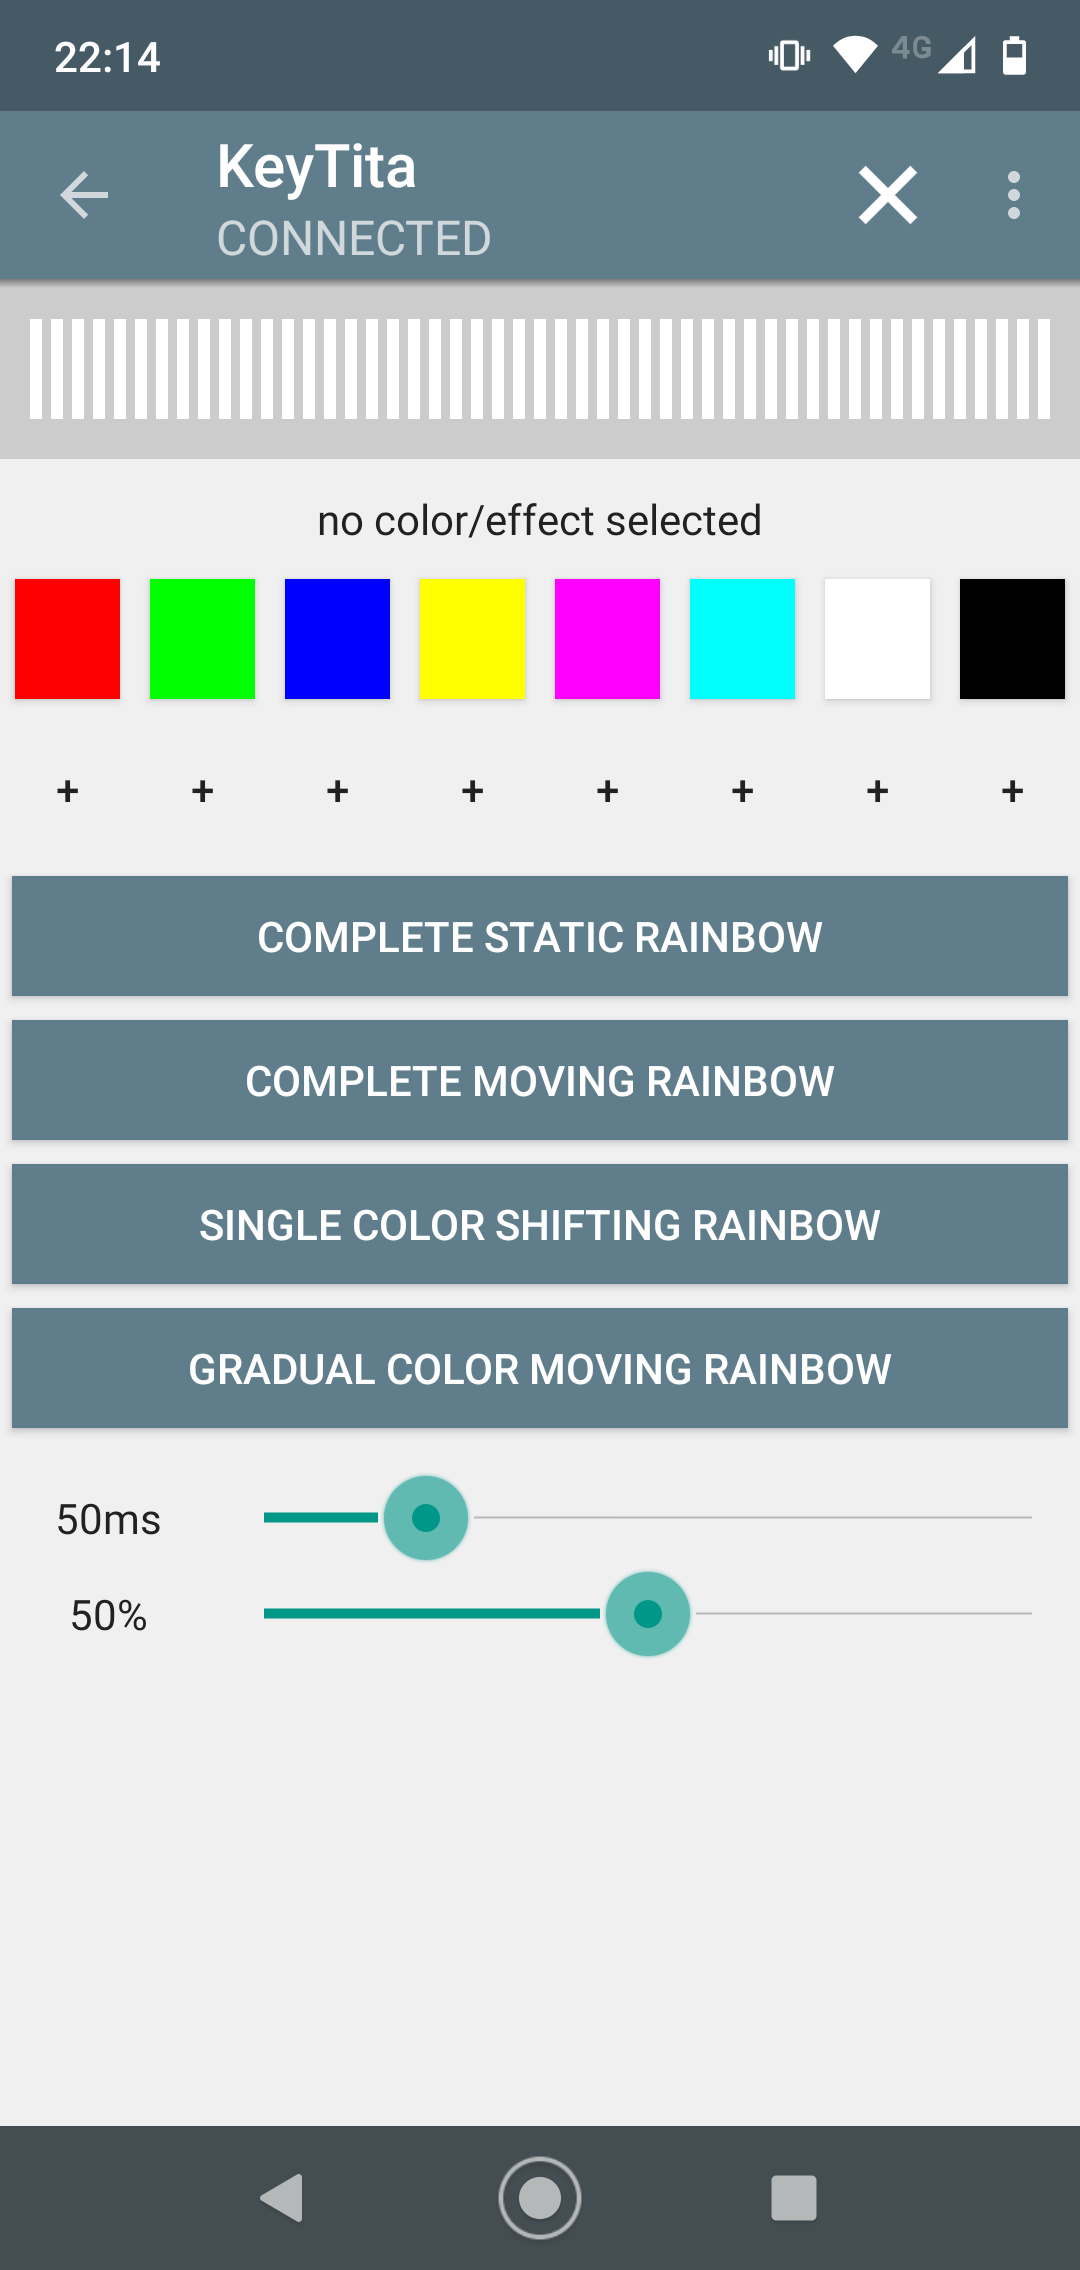 22:14
4G
KeyTita
CONNECTED
no color/effect selected
+ + + + + + + +
COMPLETE STATIC RAINBOW
COMPLETE MOVING RAINBOW
SINGLE COLOR SHIFTING RAINBOW
GRADUAL COLOR MOVING RAINBOW
50ms
50%